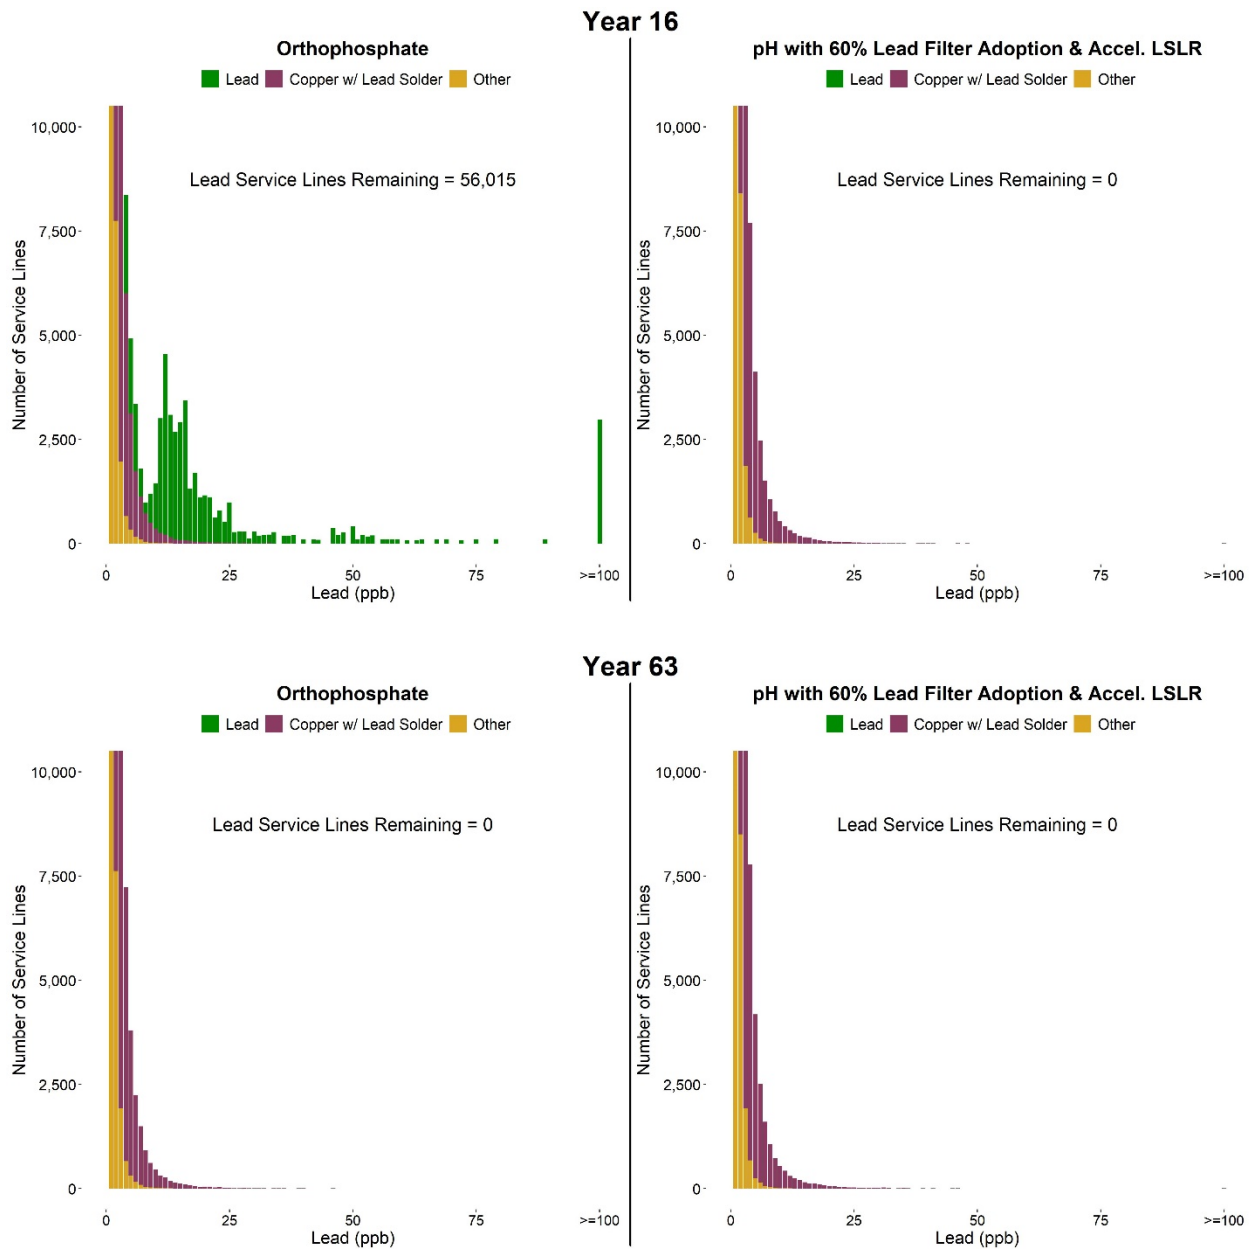 Year 16
Orthophosphate
Lead Copper w/ Lead Solder Other
Number of Service Lines
10,000
7,500
5,000
2,500
0
Lead Service Lines Remaining = 56,015
0 25 50 75 >=100
Lead (ppb)
pH with 60% Lead Filter Adoption & Accel. LSLR
Lead Copper w/ Lead Solder Other
Number of Service Lines
10,000
7,500
5,000
2,500
0
Lead Service Lines Remaining = 0
0 25 50 75 >=100
Lead (ppb)
Year 63
Orthophosphate
Lead Copper w/ Lead Solder Other
Number of Service Lines
10,000
7,500
5,000
2,500
0
Lead Service Lines Remaining = 0
0 25 50 75 >=100
Lead (ppb)
pH with 60% Lead Filter Adoption & Accel. LSLR
Lead Copper w/ Lead Solder Other
Number of Service Lines
10,000
7,500
5,000
2,500
0
Lead Service Lines Remaining = 0
0 25 50 75 >=100
Lead (ppb)